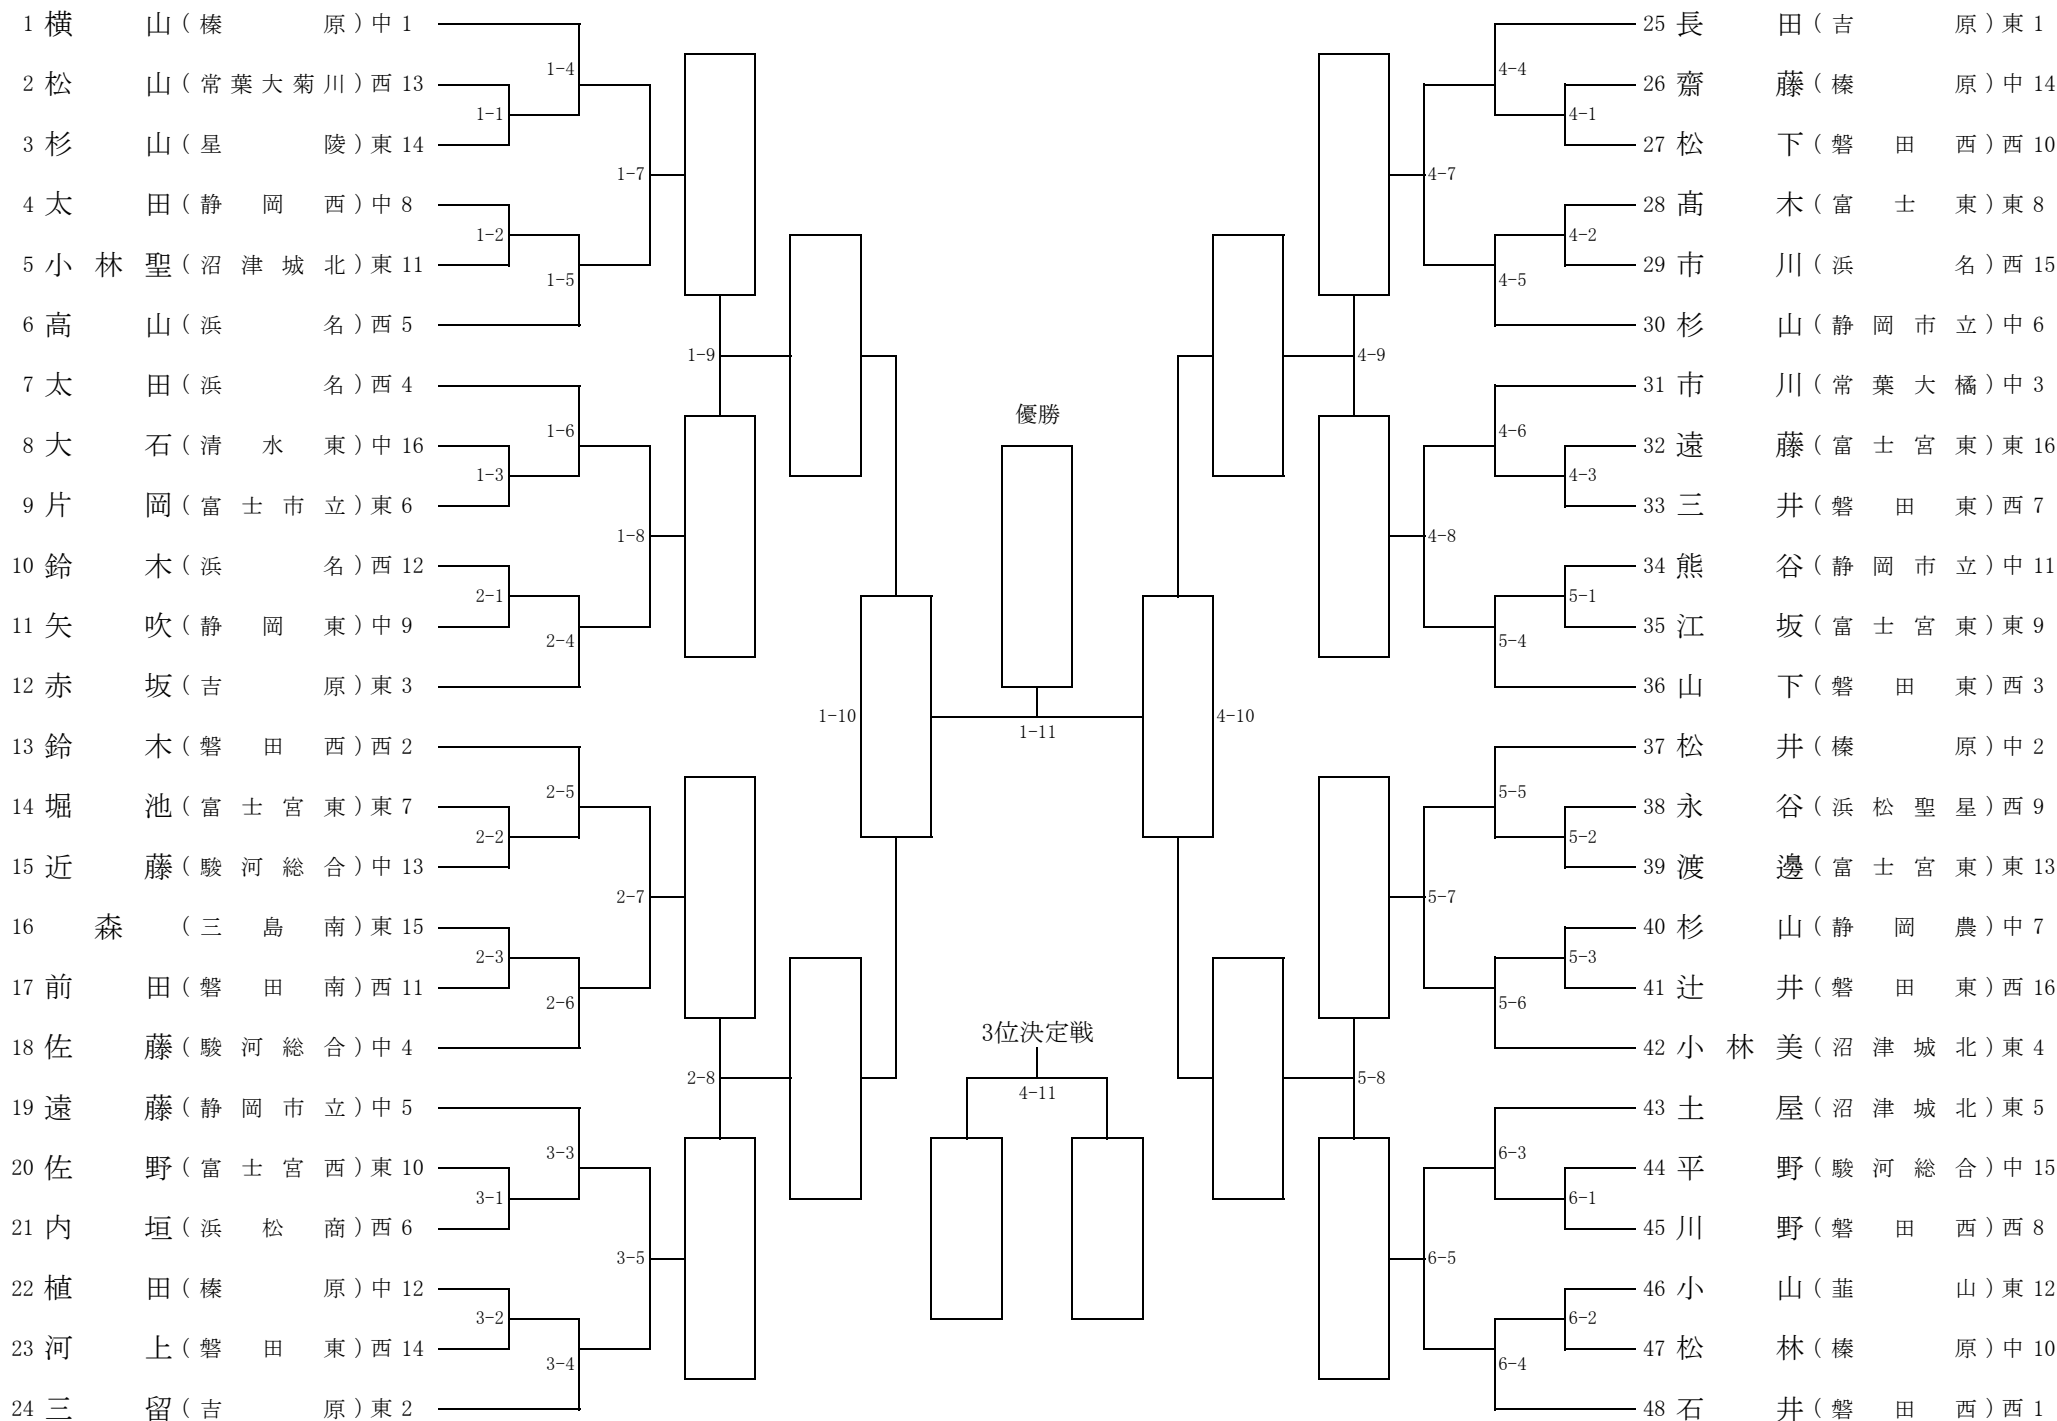 1 横山（榛原）中 1
2 松山（常葉大菊川）西 13
3 杉山（星陵）東 14
4 太田（静岡西）中 8
5 小林聖（沼津城北）東 11
6 高山（浜名）西 5
7 太田（浜名）西 4
8 大石（清水東）中 16
9 片岡（富士市立）東 6
10 鈴木（浜名）西 12
11 矢吹（静岡東）中 9
12 赤坂（吉原）東 3
13 鈴木（磐田西）西 2
14 堀池（富士宮東）東 7
15 近藤（駿河総合）中 13
16 森（三島南）東 15
17 前田（磐田南）西 11
18 佐藤（駿河総合）中 4
19 遠藤（静岡市立）中 5
20 佐野（富士宮西）東 10
21 内垣（浜松商）西 6
22 植田（榛原）中 12
23 河上（磐田東）西 14
24 三留（吉原）東 2
1-4
1-1
1-7
1-2
1-5
1-9
1-6
1-3
1-8
2-1
2-4
1-10
2-5
2-2
2-7
2-3
2-6
2-8
3-3
3-1
3-5
3-2
3-4
優勝
1-11
3位決定戦
4-11
4-4
4-1
4-7
4-2
4-5
4-9
4-6
4-3
4-8
5-1
5-4
4-10
5-5
5-2
5-7
5-3
5-6
5-8
6-3
6-1
6-5
6-2
6-4
25 長田（吉原）東 1
26 齋藤（榛原）中 14
27 松下（磐田西）西 10
28 髙木（富士東）東 8
29 市川（浜名）西 15
30 杉山（静岡市立）中 6
31 市川（常葉大橘）中 3
32 遠藤（富士宮東）東 16
33 三井（磐田東）西 7
34 熊谷（静岡市立）中 11
35 江坂（富士宮東）東 9
36 山下（磐田東）西 3
37 松井（榛原）中 2
38 永谷（浜松聖星）西 9
39 渡邊（富士宮東）東 13
40 杉山（静岡農）中 7
41 辻井（磐田東）西 16
42 小林美（沼津城北）東 4
43 土屋（沼津城北）東 5
44 平野（駿河総合）中 15
45 川野（磐田西）西 8
46 小山（韮山）東 12
47 松林（榛原）中 10
48 石井（磐田西）西 1